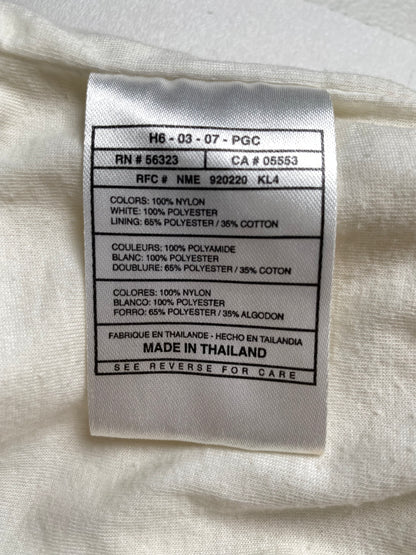 H6 - 03 - 07 - PGC
RN # 56323 CA # 05553
RFC # NME 920220 KL4
COLORS: 100% NYLON
WHITE: 100% POLYESTER
LINING: 65% POLYESTER / 35% COTTON
COULEURS: 100% POLYAMIDE
BLANC: 100% POLYESTER
DOUBLURE: 65% POLYESTER / 35% COTON
COLORES: 100% NYLON
BLANCO: 100% POLYESTER
FORRO: 65% POLYESTER / 35% ALGODON
FABRIQUE EN THAILANDE - HECHO EN TAILANDIA
MADE IN THAILAND
SEE REVERSE FOR CARE